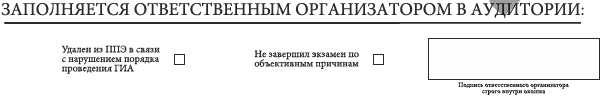 ЗАПОЛНЯЕТСЯ ОТВЕТСТВЕННЫМ ОРГАНИЗАТОРОМ В АУДИТОРИИ:
Удален из ППЭ в связи
с нарушением порядка
проведения ГИА
Не завершил экзамен по
объективным причинам
Подпись ответственного организатора
строго внутри окошка